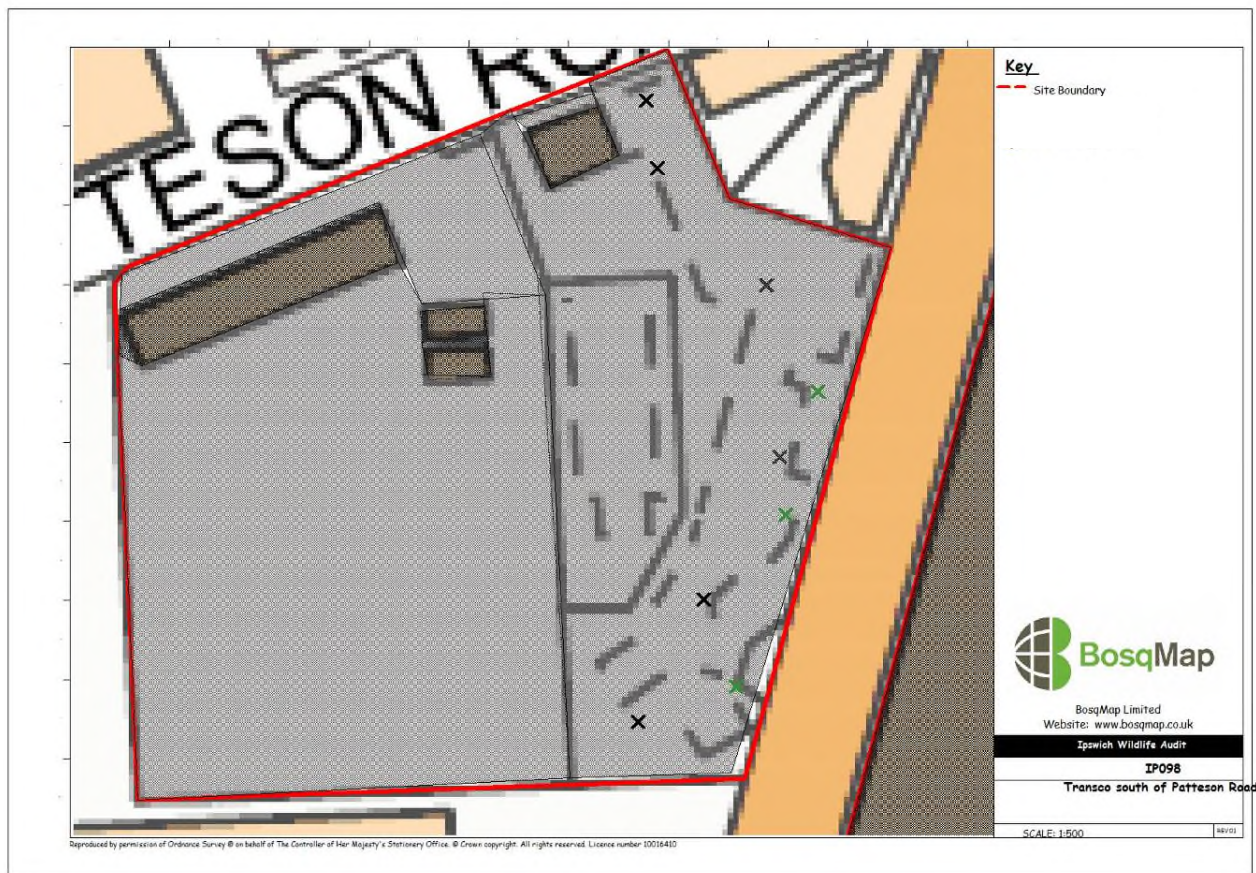 TESON RO
Key
Site Boundary
BosqMap
BosqMap Limited
Website: www.bosqmap.co.uk
Ipswich Wildlife Audit
IP098
Transco south of Patteson Road
SCALE: 1:500
REV01
Reproduced by permission of Ordnance Survey ® on behalf of The Controller of Her Majesty's Stationery Office. © Crown copyright. All rights reserved. Licence number 10016410